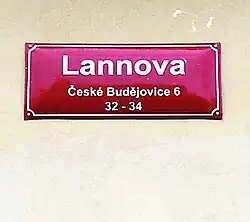 Lannova
České Budějovice 6
32 - 34